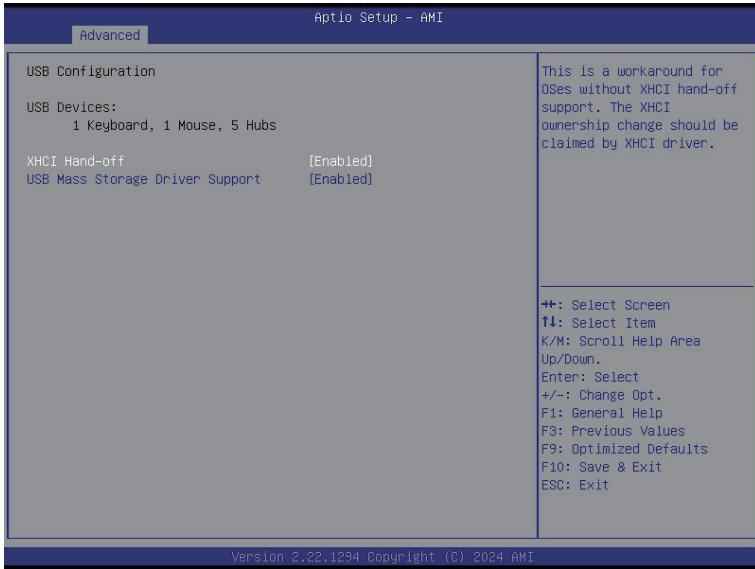 Aptio Setup – AMI
Advanced
USB Configuration
USB Devices:
1 Keyboard, 1 Mouse, 5 Hubs
XHCI Hand-off [Enabled]
USB Mass Storage Driver Support [Enabled]
This is a workaround for
OSes without XHCI hand-off
support. The XHCI
ownership change should be
claimed by XHCI driver.
→←: Select Screen
↑↓: Select Item
K/M: Scroll Help Area
Up/Down.
Enter: Select
+/-: Change Opt.
F1: General Help
F3: Previous Values
F9: Optimized Defaults
F10: Save & Exit
ESC: Exit
Version 2.22.1294 Copyright (C) 2024 AMI